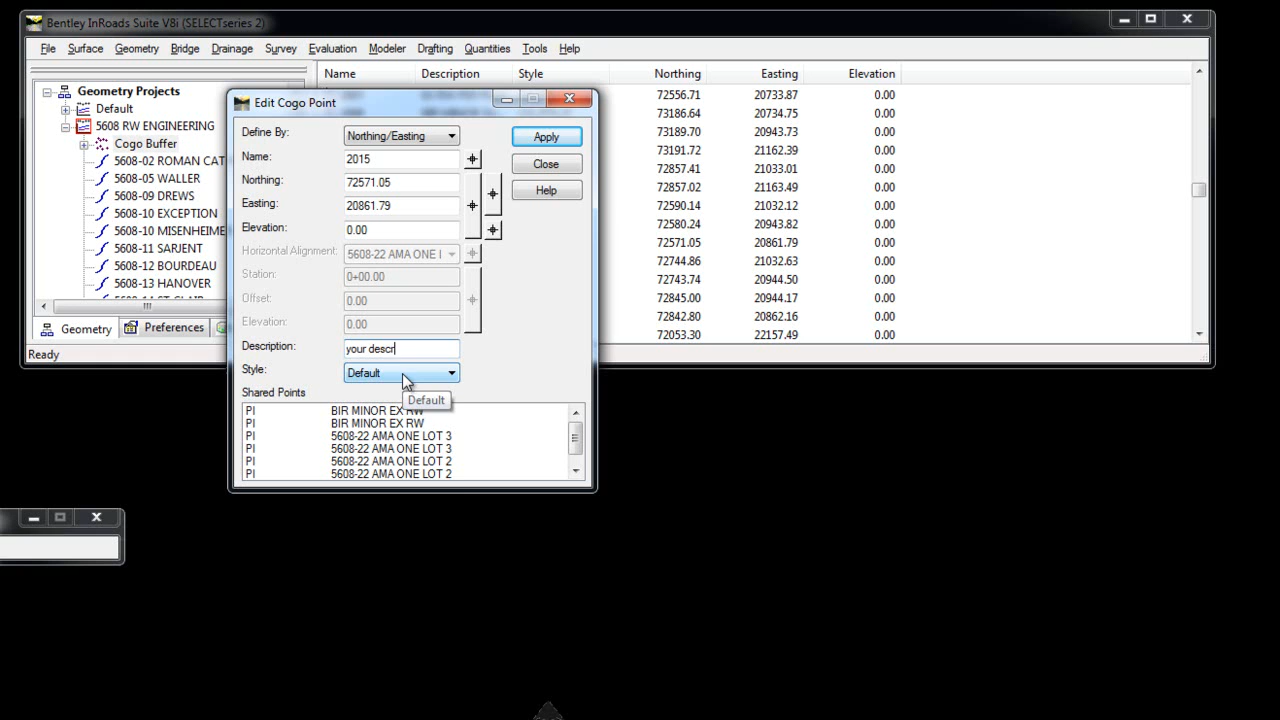 Bentley InRoads Suite V8i (SELECTseries 2)
File Surface Geometry Bridge Drainage Survey Evaluation Modeler Drafting Quantities Tools Help
Name Description Style Northing Easting Elevation
Geometry Projects
Default
5608 RW ENGINEERING
Cogo Buffer
5608-02 ROMAN CAT
5608-05 WALLER
5608-09 DREWS
5608-10 EXCEPTION
5608-10 MISENHEIME
5608-11 SARJENT
5608-12 BOURDEAU
5608-13 HANOVER
Geometry Preferences
Ready
72556.71 20733.87 0.00
73186.64 20734.75 0.00
73189.70 20943.73 0.00
73191.72 21162.39 0.00
72857.41 21033.01 0.00
72857.02 21163.49 0.00
72590.14 21032.12 0.00
72580.24 20943.82 0.00
72571.05 20861.79 0.00
72744.86 21032.63 0.00
72743.74 20944.50 0.00
72845.00 20944.17 0.00
72842.80 20862.16 0.00
72053.30 22157.49 0.00
Edit Cogo Point
Define By: Northing/Easting Apply
Name: 2015 Close
Northing: 72571.05 Help
Easting: 20861.79
Elevation: 0.00
Horizontal Alignment: 5608-22 AMA ONE I
Station: 0+00.00
Offset: 0.00
Elevation: 0.00
Description: your descr
Style: Default
Default
Shared Points
PI BIR MINOR EX RW
PI BIR MINOR EX RW
PI 5608-22 AMA ONE LOT 3
PI 5608-22 AMA ONE LOT 3
PI 5608-22 AMA ONE LOT 2
PI 5608-22 AMA ONE LOT 2